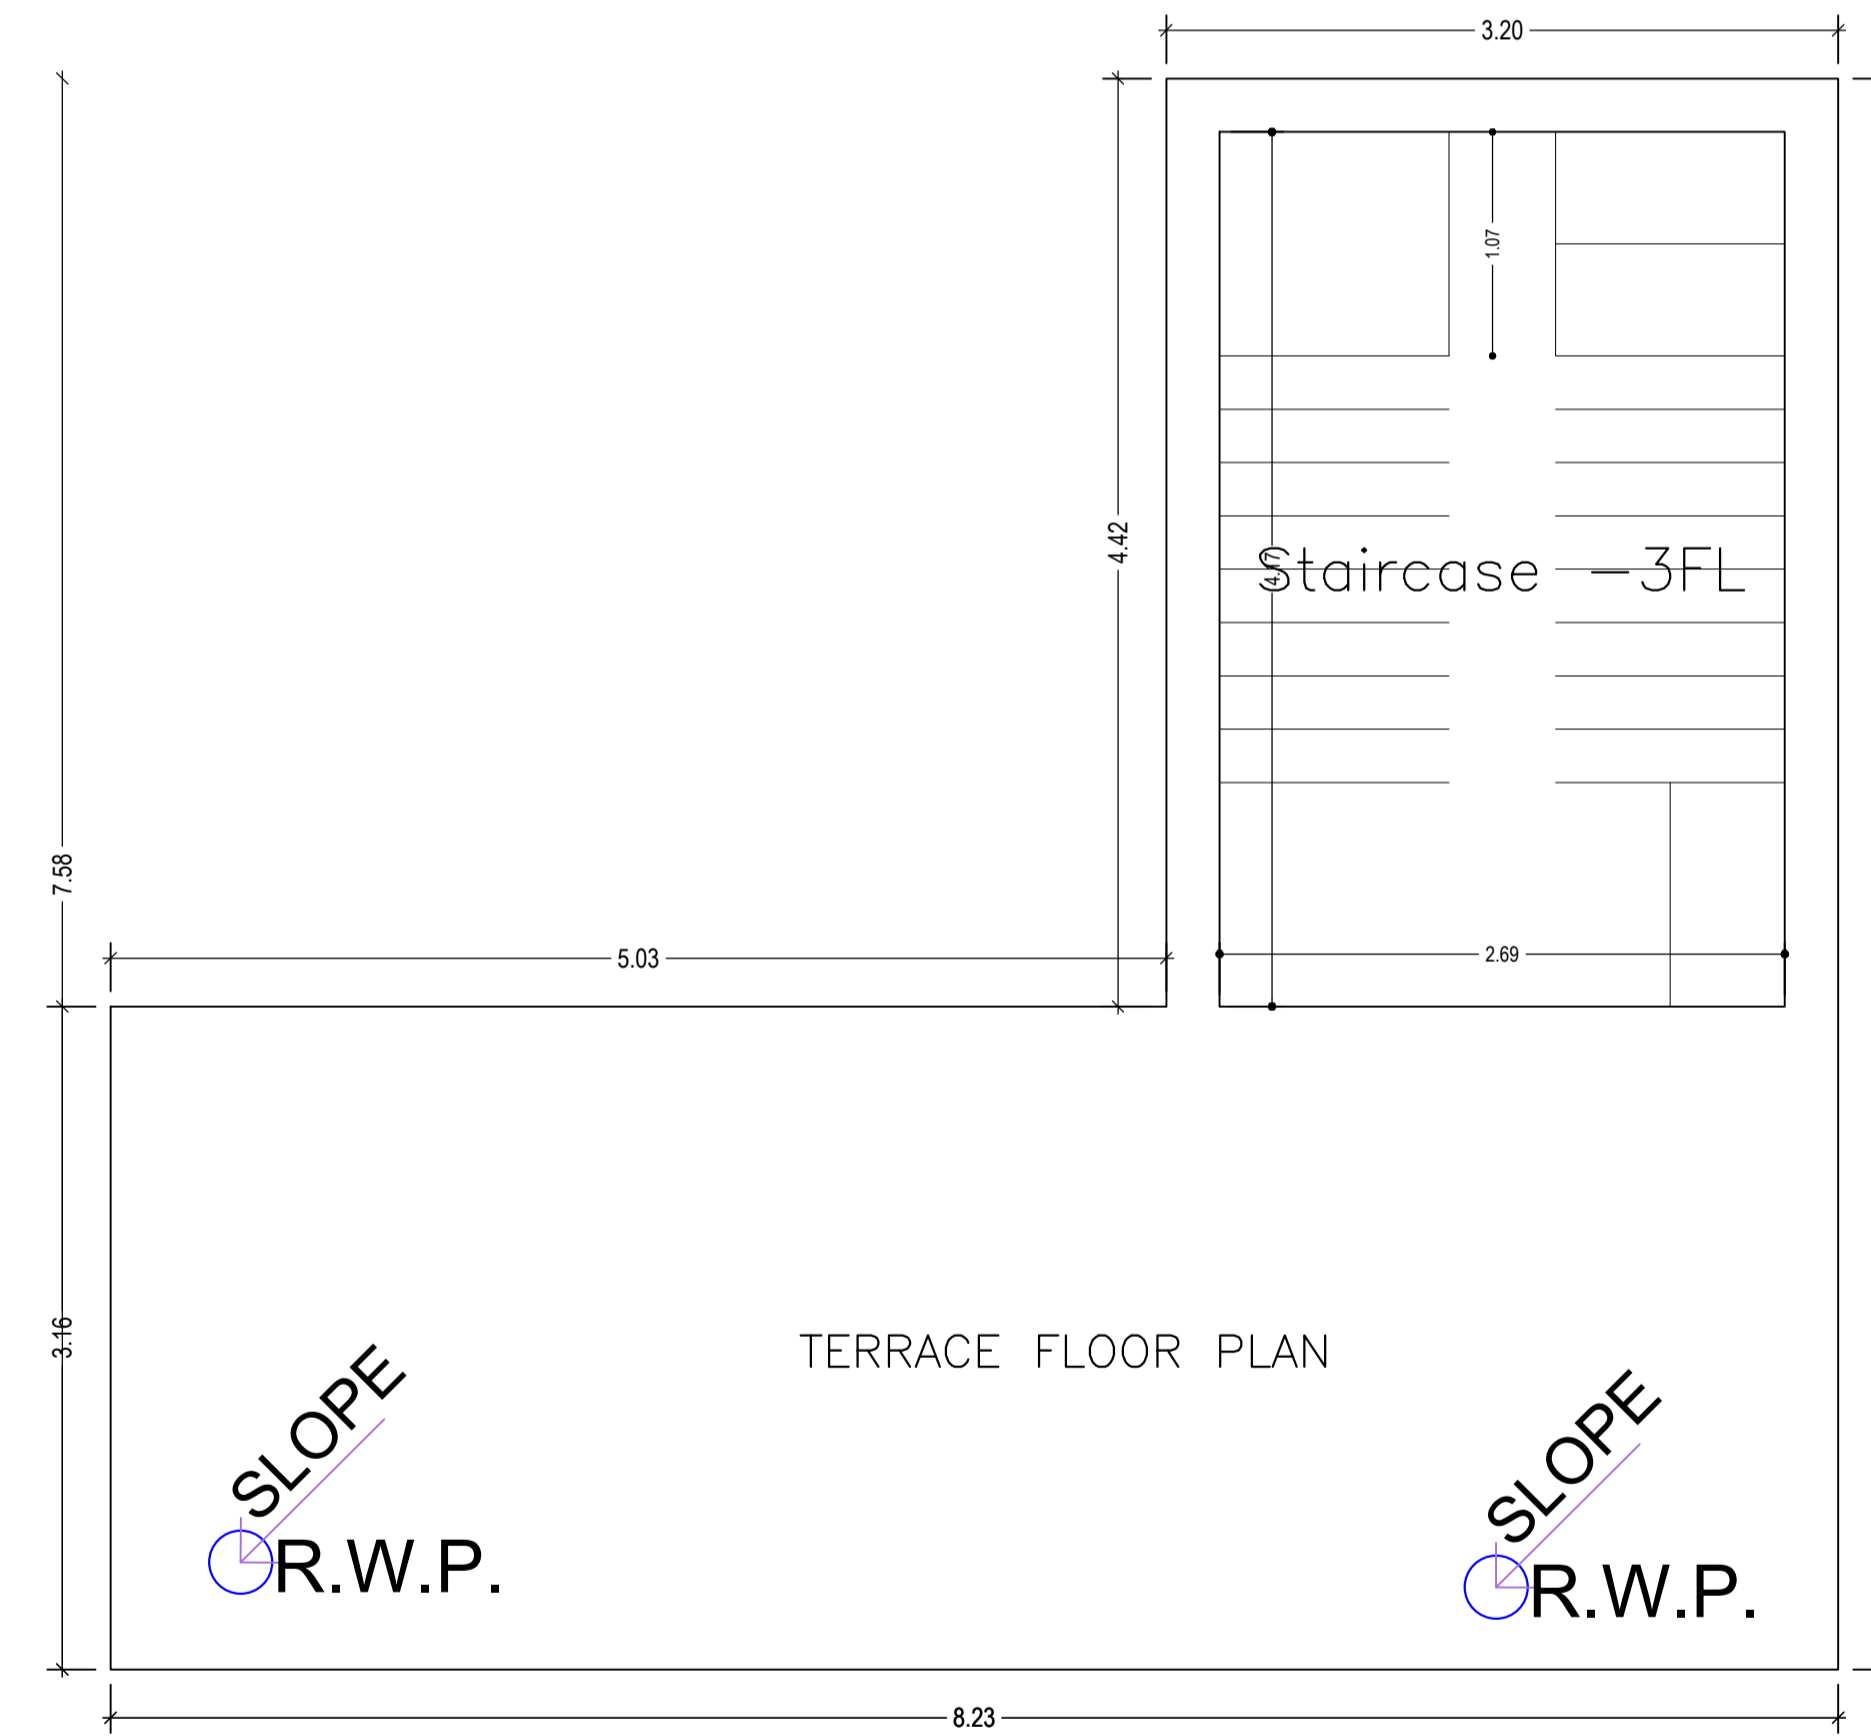 3.20
1.07
4.42
4.17
Staircase -3FL
7.58
5.03
2.69
3.16
TERRACE FLOOR PLAN
SLOPE
SLOPE
R.W.P.
R.W.P.
8.23